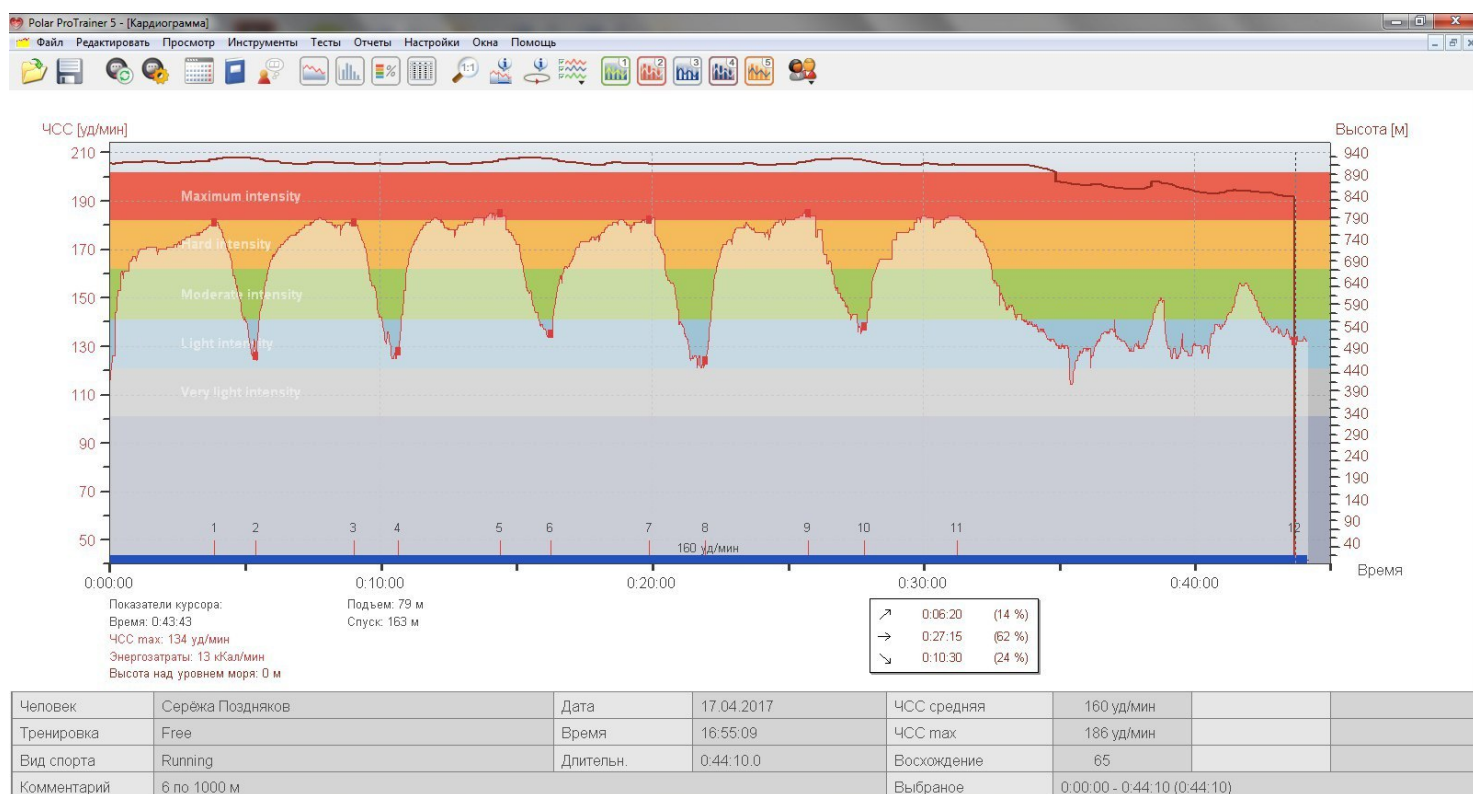 Polar ProTrainer 5 - [Кардиограмма]
Файл Редактировать Просмотр Инструменты Тесты Отчеты Настройки Окна Помощь
1:1 1 2 3 4 5
ЧСС [уд/мин] Высота [м]
210
190
170
150
130
110
90
70
50
940
890
840
790
740
690
640
590
540
490
440
390
340
290
240
190
140
90
40
Maximum intensity
Hard intensity
Moderate intensity
Light intensity
Very light intensity
1 2 3 4 5 6 7 8 9 10 11 12
160 уд/мин
0:00:00 0:10:00 0:20:00 0:30:00 0:40:00 Время
Показатели курсора: Подъем: 79 м
Время: 0:43:43 Спуск: 163 м
ЧСС max: 134 уд/мин
Энергозатраты: 13 кКал/мин
Высота над уровнем моря: 0 м
↗ 0:06:20 (14 %)
→ 0:27:15 (62 %)
↘ 0:10:30 (24 %)
Человек Серёжа Поздняков Дата 17.04.2017 ЧСС средняя 160 уд/мин
Тренировка Free Время 16:55:09 ЧСС max 186 уд/мин
Вид спорта Running Длительн. 0:44:10.0 Восхождение 65
Комментарий 6 по 1000 м Выбраное 0:00:00 - 0:44:10 (0:44:10)